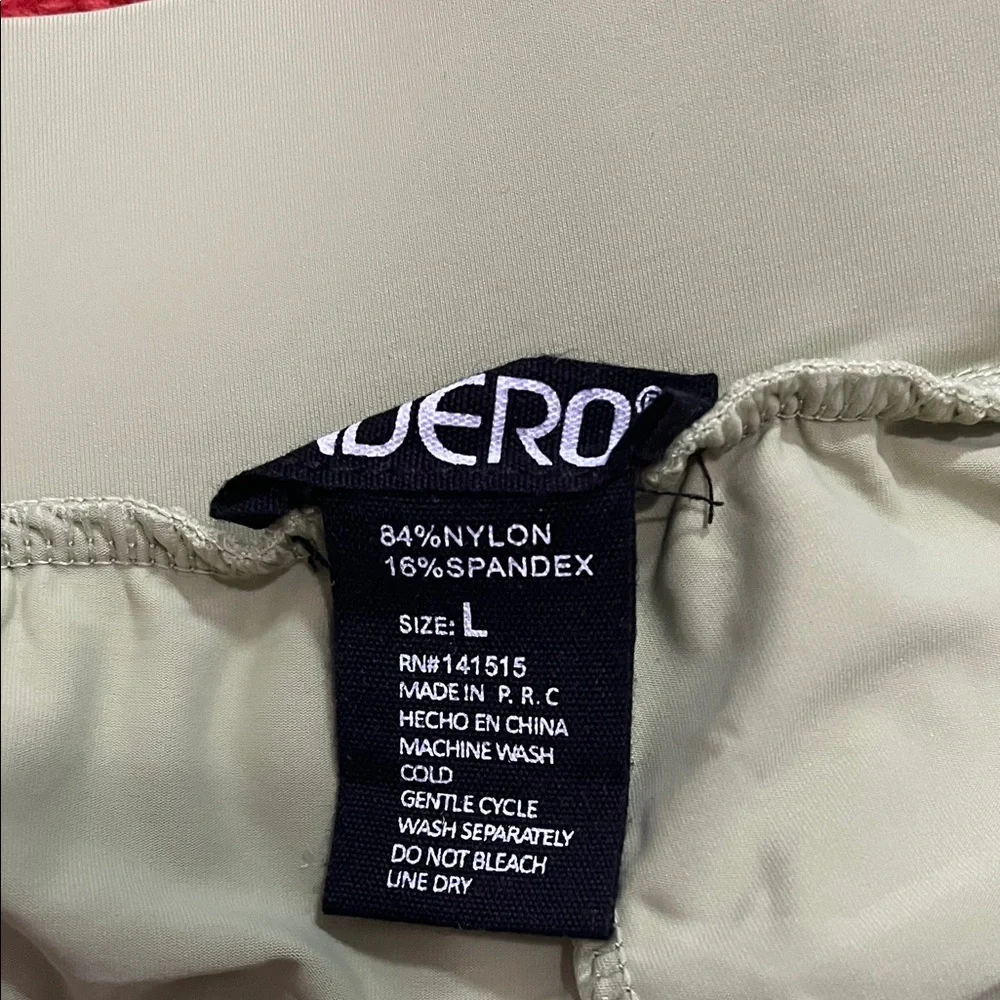 DERO®
84%NYLON
16%SPANDEX
SIZE: L
RN#141515
MADE IN P. R. C
HECHO EN CHINA
MACHINE WASH
COLD
GENTLE CYCLE
WASH SEPARATELY
DO NOT BLEACH
LINE DRY